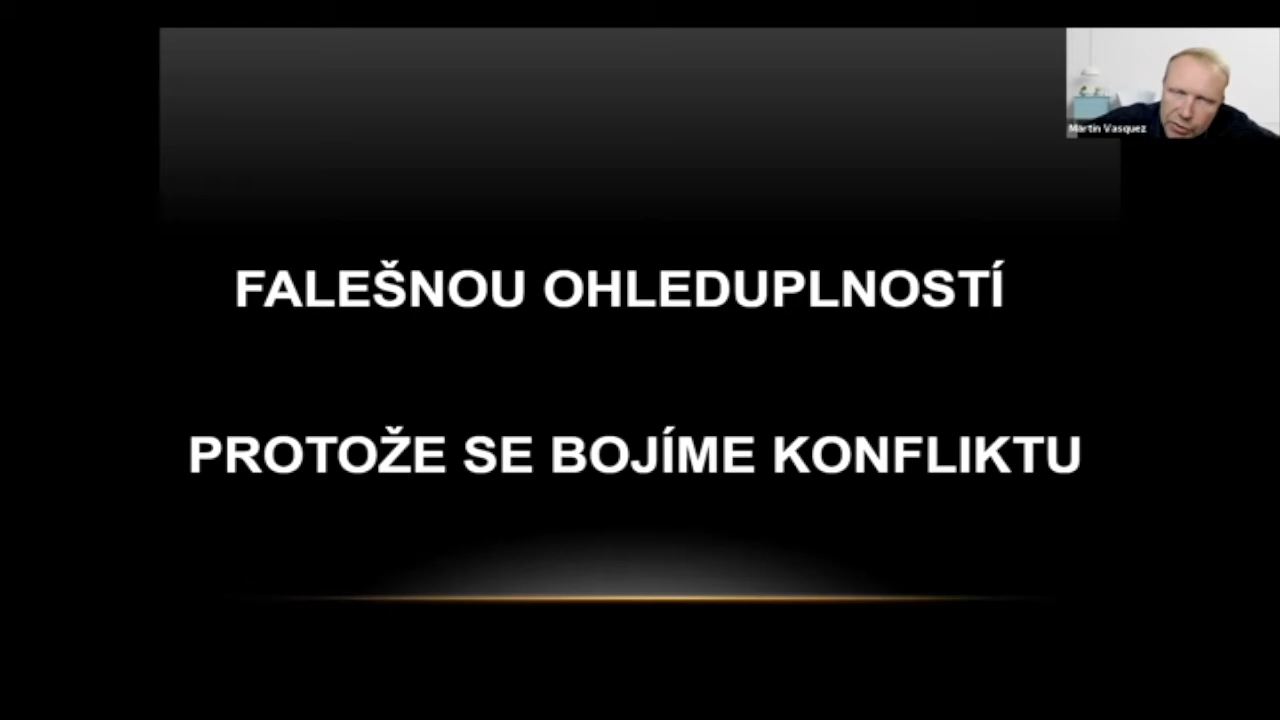 Martin Vasquez
FALEŠNOU OHLEDUPLNOSTÍ
PROTOŽE SE BOJÍME KONFLIKTU